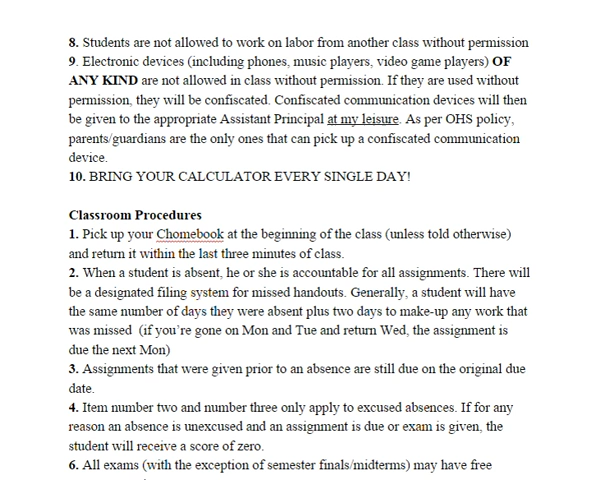 8. Students are not allowed to work on labor from another class without permission
9. Electronic devices (including phones, music players, video game players) OF
ANY KIND are not allowed in class without permission. If they are used without
permission, they will be confiscated. Confiscated communication devices will then
be given to the appropriate Assistant Principal at my leisure. As per OHS policy,
parents/guardians are the only ones that can pick up a confiscated communication
device.
10. BRING YOUR CALCULATOR EVERY SINGLE DAY!
Classroom Procedures
1. Pick up your Chomebook at the beginning of the class (unless told otherwise)
and return it within the last three minutes of class.
2. When a student is absent, he or she is accountable for all assignments. There will
be a designated filing system for missed handouts. Generally, a student will have
the same number of days they were absent plus two days to make-up any work that
was missed (if you're gone on Mon and Tue and return Wed, the assignment is
due the next Mon)
3. Assignments that were given prior to an absence are still due on the original due
date.
4. Item number two and number three only apply to excused absences. If for any
reason an absence is unexcused and an assignment is due or exam is given, the
student will receive a score of zero.
6. All exams (with the exception of semester finals/midterms) may have free